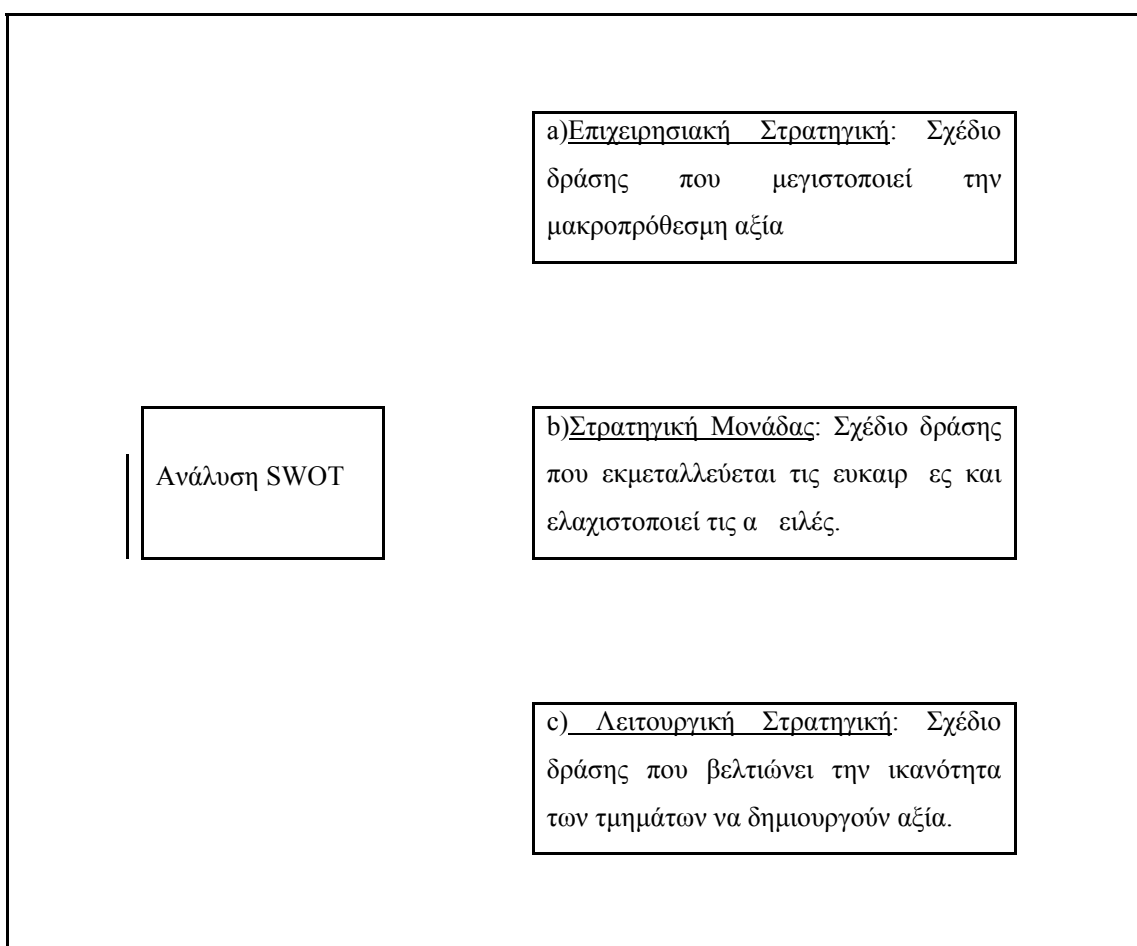 a)Επιχειρησιακή Στρατηγική: Σχέδιο
δράσης που μεγιστοποιεί την
μακροπρόθεσμη αξία
Ανάλυση SWOT
b)Στρατηγική Μονάδας: Σχέδιο δράσης
που εκμεταλλεύεται τις ευκαιρ ες και
ελαχιστοποιεί τις α ειλές.
c) Λειτουργική Στρατηγική: Σχέδιο
δράσης που βελτιώνει την ικανότητα
των τμημάτων να δημιουργούν αξία.